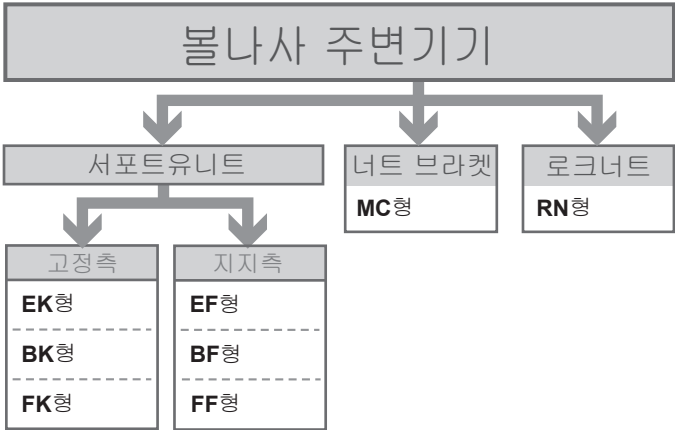 볼나사 주변기기
서포트유니트
너트 브라켓
MC형
로크너트
RN형
고정측
EK형
BK형
FK형
지지측
EF형
BF형
FF형